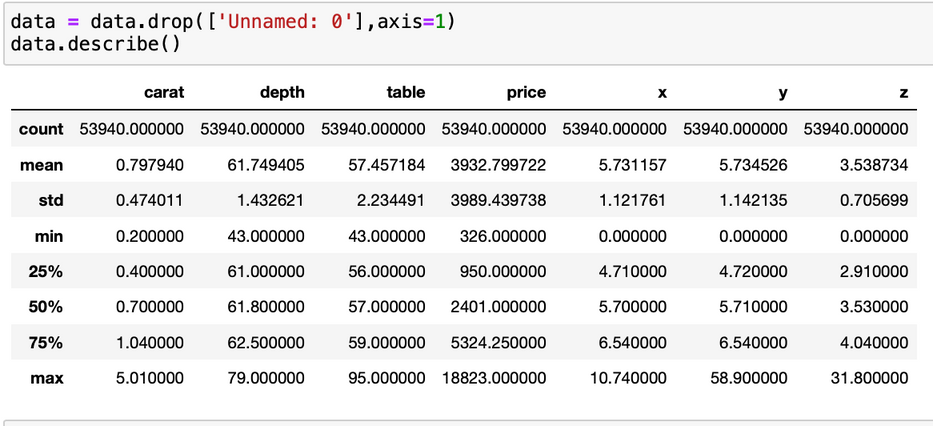 data = data.drop(['Unnamed: 0'],axis=1)
data.describe()
carat depth table price x y z
count 53940.000000 53940.000000 53940.000000 53940.000000 53940.000000 53940.000000 53940.000000
mean 0.797940 61.749405 57.457184 3932.799722 5.731157 5.734526 3.538734
std 0.474011 1.432621 2.234491 3989.439738 1.121761 1.142135 0.705699
min 0.200000 43.000000 43.000000 326.000000 0.000000 0.000000 0.000000
25% 0.400000 61.000000 56.000000 950.000000 4.710000 4.720000 2.910000
50% 0.700000 61.800000 57.000000 2401.000000 5.700000 5.710000 3.530000
75% 1.040000 62.500000 59.000000 5324.250000 6.540000 6.540000 4.040000
max 5.010000 79.000000 95.000000 18823.000000 10.740000 58.900000 31.800000